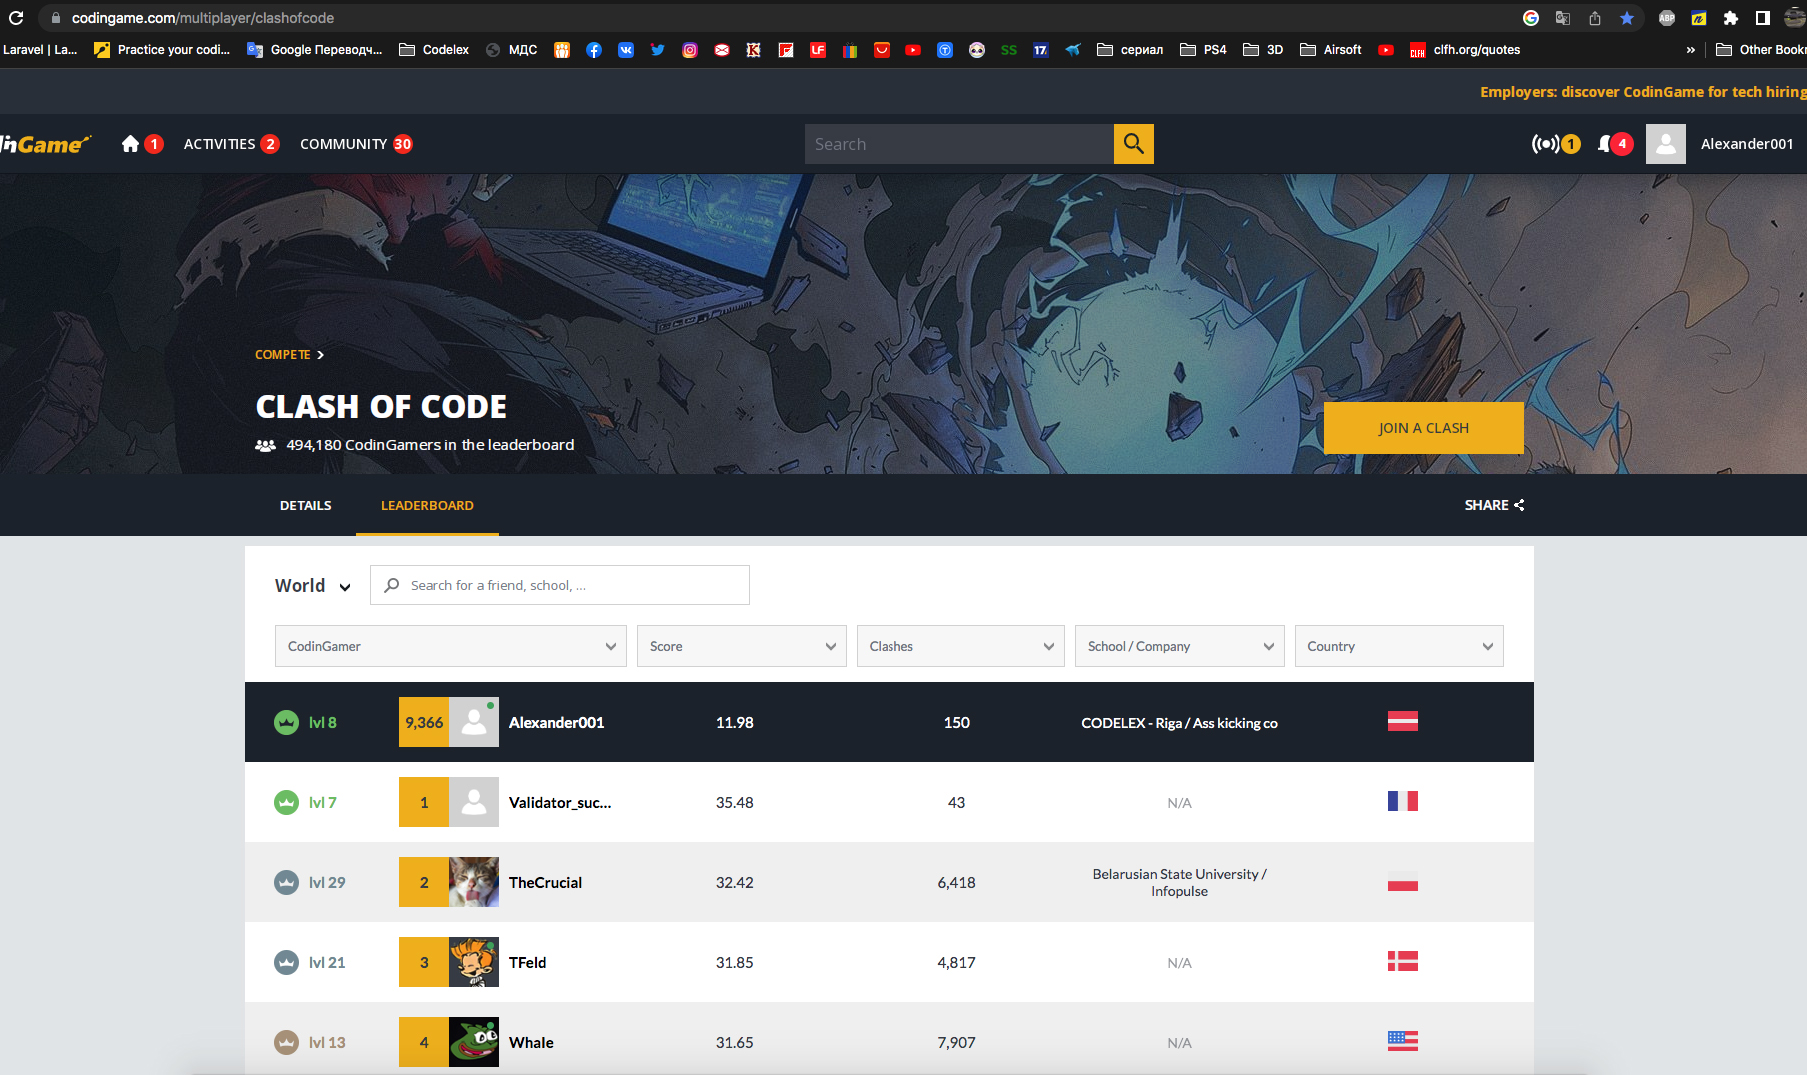 codingame.com/multiplayer/clashofcode
Laravel | La... Practice your codi... Google Переводч... Codelex МДС SS 17 сериал PS4 3D Airsoft clfh.org/quotes » Other Bookr
Employers: discover CodinGame for tech hiring
inGame 1 ACTIVITIES 2 COMMUNITY 30 Search 1 4 Alexander001
COMPETE
CLASH OF CODE
494,180 CodinGamers in the leaderboard
JOIN A CLASH
DETAILS LEADERBOARD SHARE
World Search for a friend, school, ...
CodinGamer Score Clashes School / Company Country
lvl 8 9,366 Alexander001 11.98 150 CODELEX - Riga / Ass kicking co
lvl 7 1 Validator_suc... 35.48 43 N/A
lvl 29 2 TheCrucial 32.42 6,418 Belarusian State University /
Infopulse
lvl 21 3 TFeld 31.85 4,817 N/A
lvl 13 4 Whale 31.65 7,907 N/A